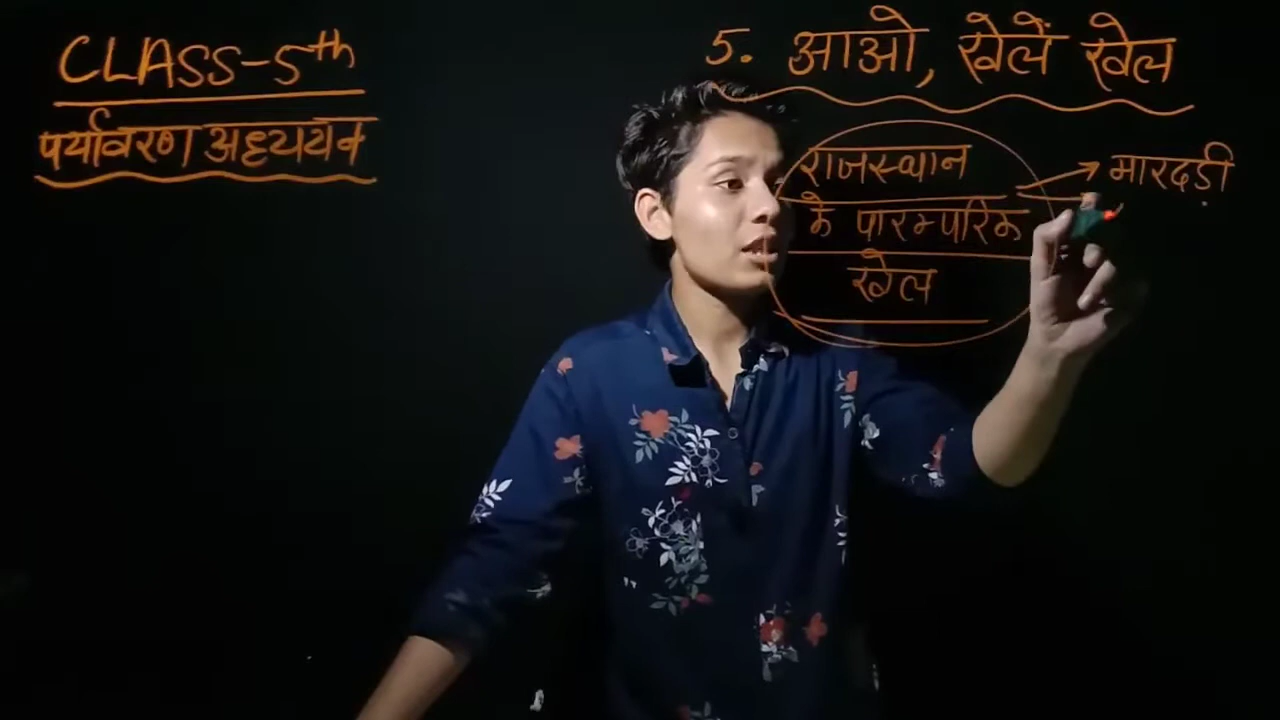 CLASS-5th
पर्यावरण अध्ययन
5. आओ, खेलें खेल
राजस्थान
के पारम्परिक
खेल
मारदड़ी